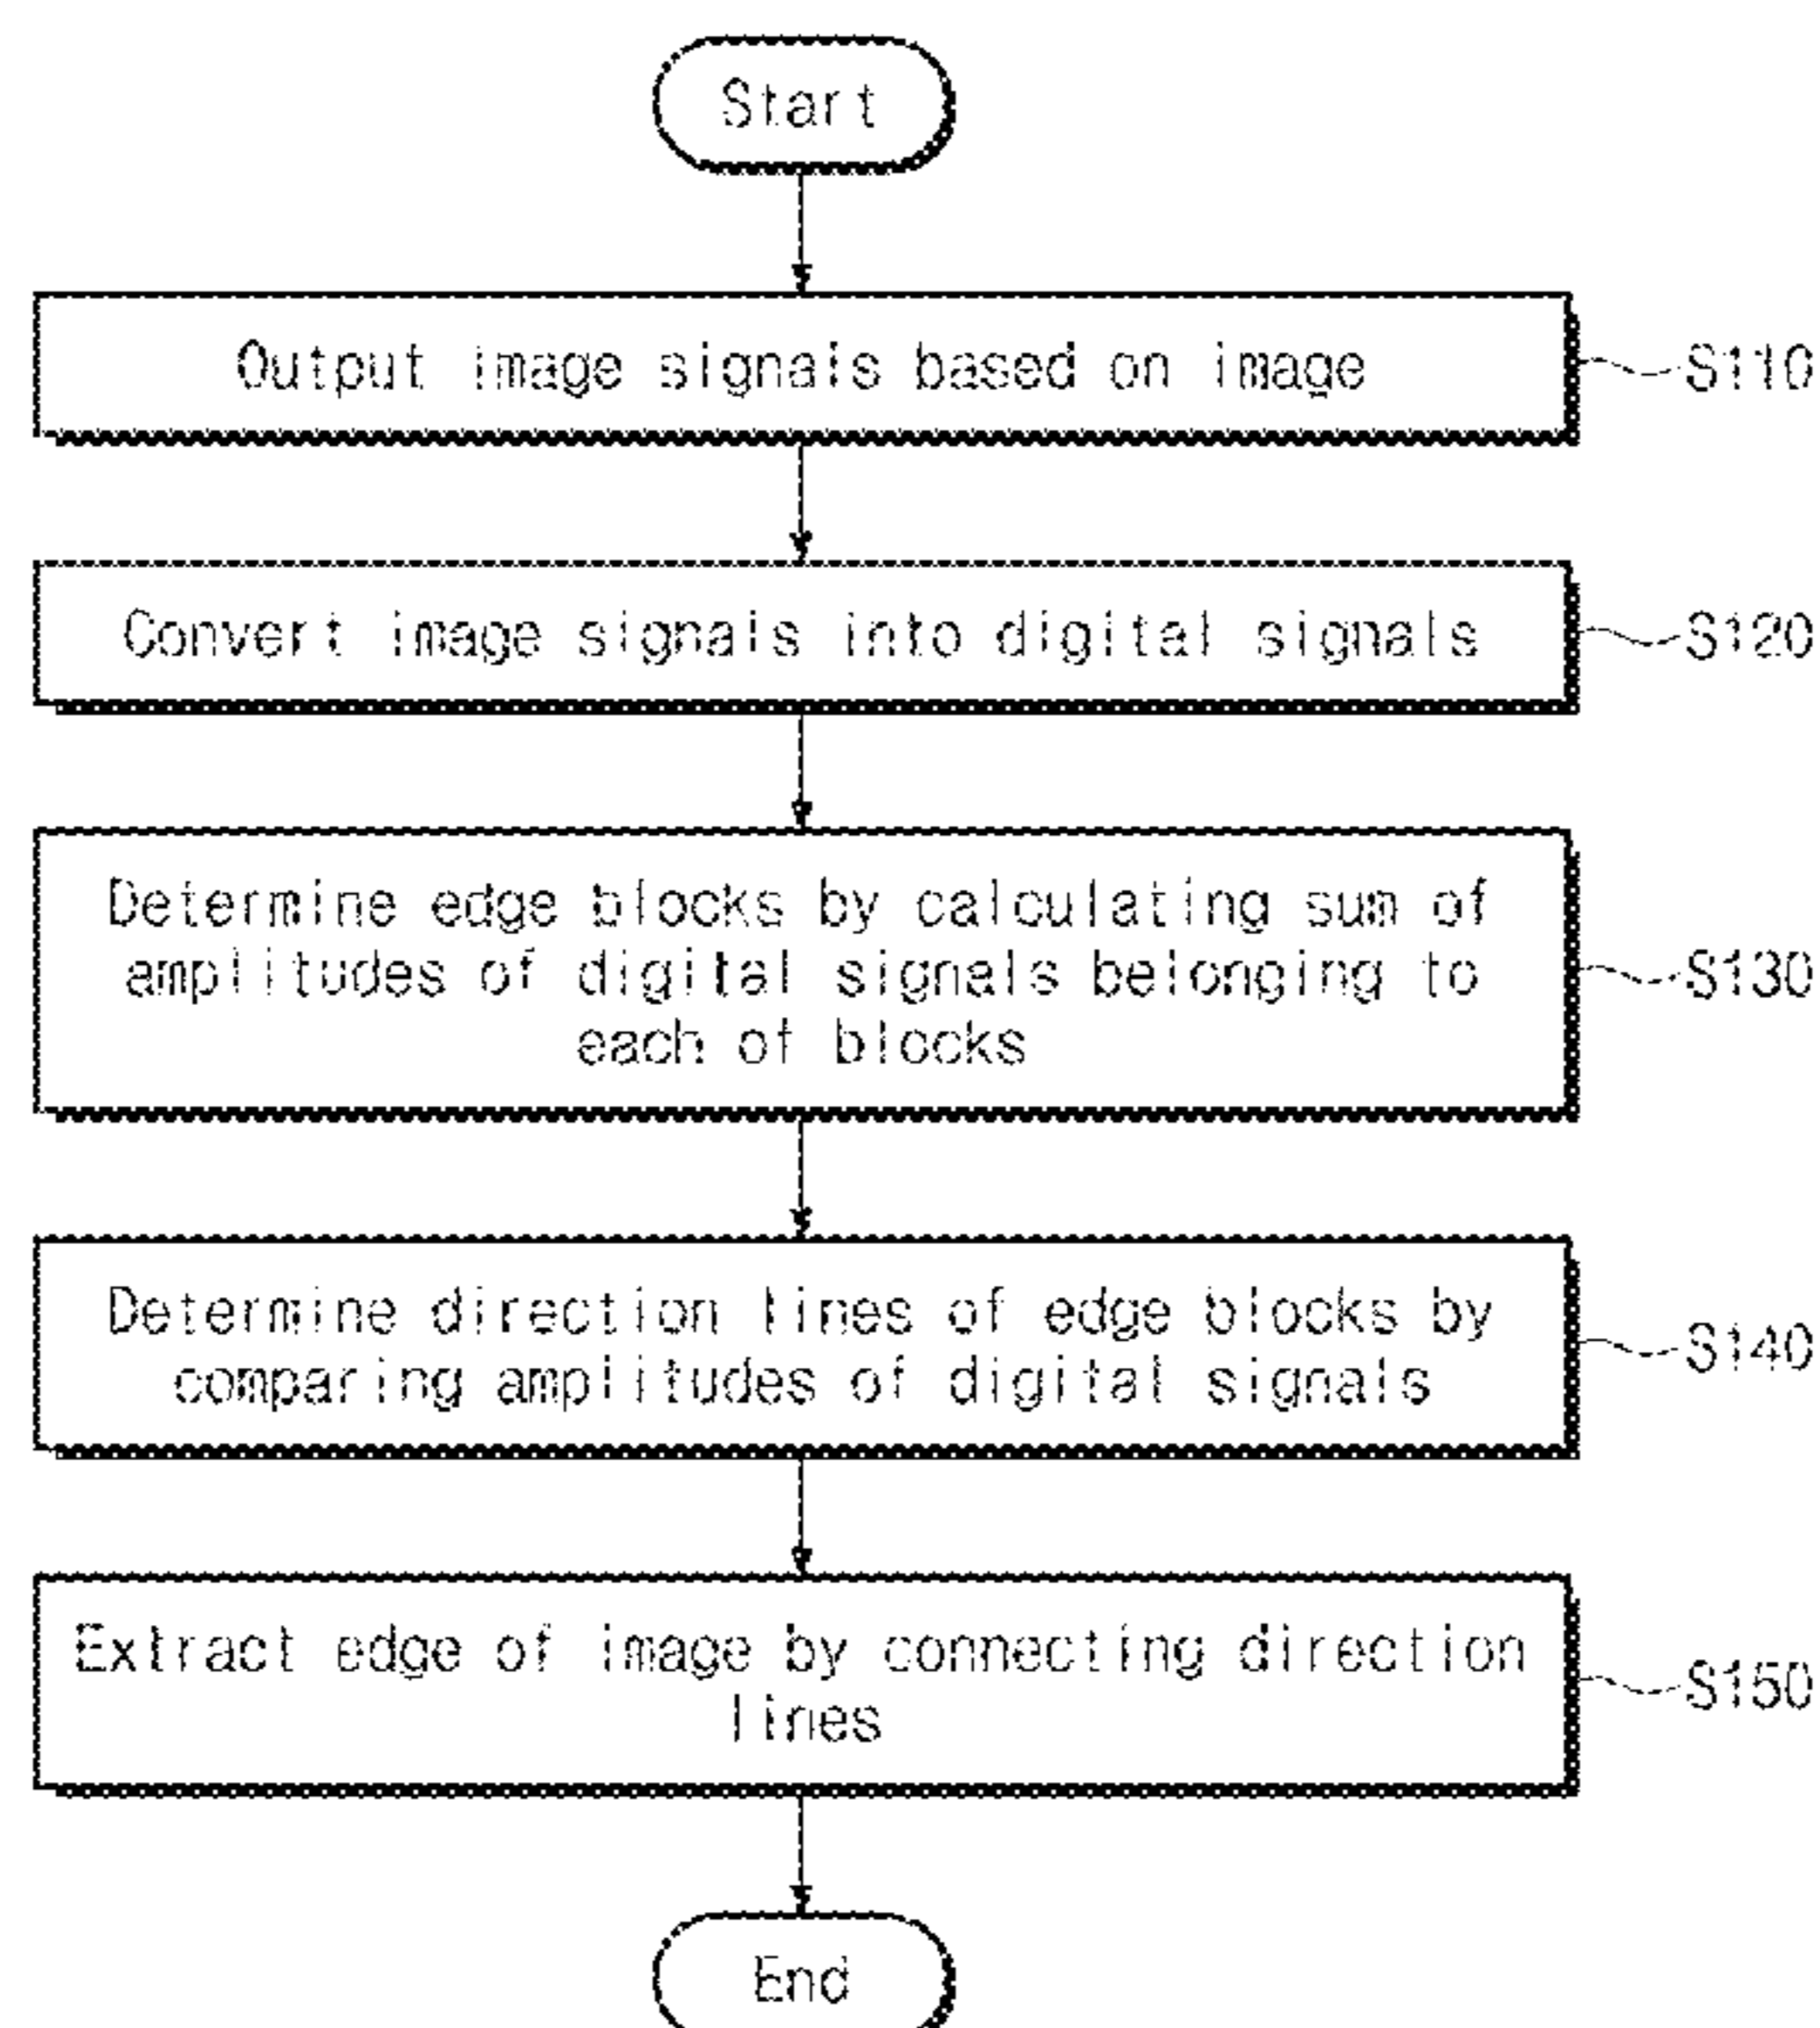 Start
Output image signals based on image
S110
Convert image signals into digital signals
S120
Determine edge blocks by calculating sum of
amplitudes of digital signals belonging to
each of blocks
S130
Determine direction lines of edge blocks by
comparing amplitudes of digital signals
S140
Extract edge of image by connecting direction
lines
S150
End